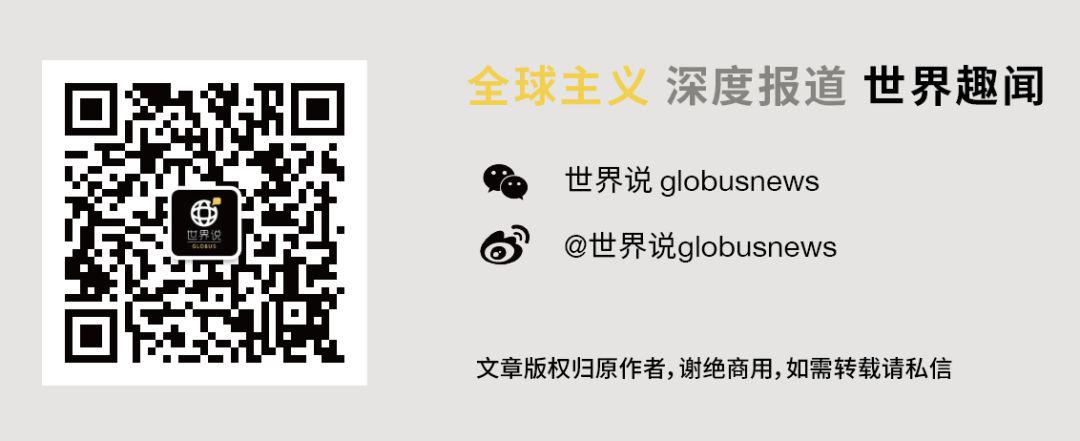 全球主义 深度报道 世界趣闻
世界说 globusnews
@世界说globusnews
世界说
GLOBUS
文章版权归原作者，谢绝商用，如需转载请私信